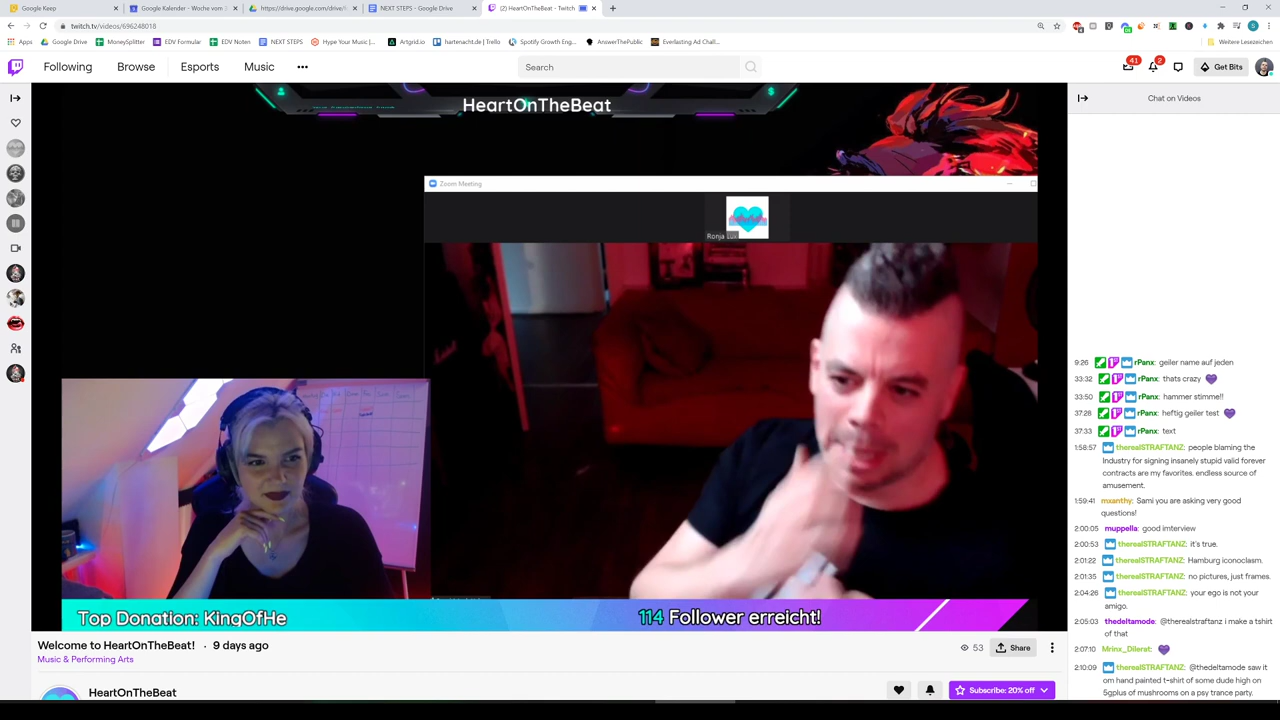 Google Keep
Google Kalender - Woche vom 3
https://drive.google.com/drive/f
NEXT STEPS - Google Drive
(2) HeartOnTheBeat - Twitch
twitch.tv/videos/696248018
Apps
Google Drive
MoneySplitter
EDV Formular
EDV Noten
NEXT STEPS
Hype Your Music |...
Artgrid.io
hartenacht.de | Trello
Spotify Growth Eng...
AnswerThePublic
Everlasting Ad Chall...
Weitere Lesezeichen
Following
Browse
Esports
Music
Search
41
2
Get Bits
HeartOnTheBeat
Zoom Meeting
Ronja Lux
Top Donation: KingOfHe
114 Follower erreicht!
Welcome to HeartOnTheBeat! · 9 days ago
53
Share
Music & Performing Arts
HeartOnTheBeat
Subscribe: 20% off
Chat on Videos
9:26 rPanx: geiler name auf jeden
33:32 rPanx: thats crazy
33:50 rPanx: hammer stimme!!
37:28 rPanx: heftig geiler test
37:33 rPanx: text
1:58:57 therealSTRAFTANZ: people blaming the
Industry for signing insanely stupid valid forever
contracts are my favorites. endless source of
amusement.
1:59:41 mxanthy: Sami you are asking very good
questions!
2:00:05 muppella: good imterview
2:00:53 therealSTRAFTANZ: it's true.
2:01:22 therealSTRAFTANZ: Hamburg iconoclasm.
2:01:35 therealSTRAFTANZ: no pictures, just frames.
2:04:26 therealSTRAFTANZ: your ego is not your
amigo.
2:05:03 thedeltamode: @therealstraftanz i make a tshirt
of that
2:07:10 Mrinx_Dilerat:
2:10:09 therealSTRAFTANZ: @thedeltamode saw it
om hand painted t-shirt of some dude high on
5gplus of mushrooms on a psy trance party.